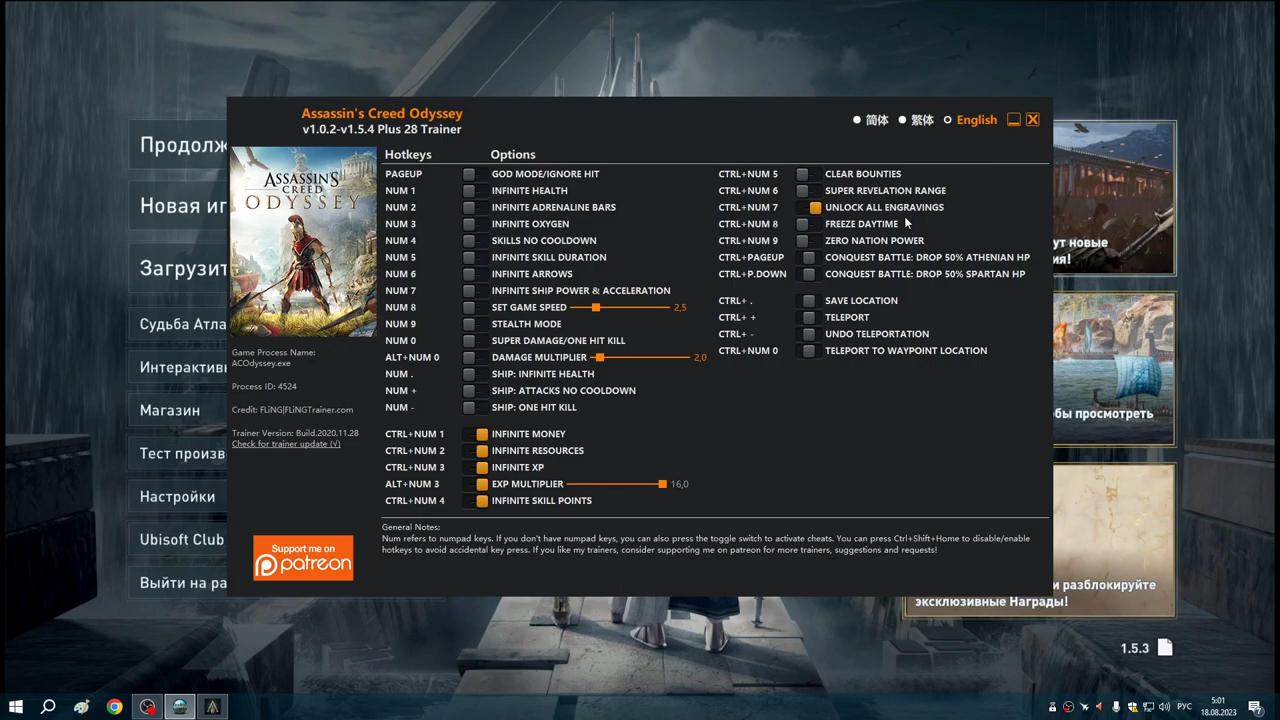 Assassin's Creed Odyssey
v1.0.2-v1.5.4 Plus 28 Trainer
简体
繁体
English
ASSASSIN'S CREED
ODYSSEY
Game Process Name:
ACOdyssey.exe
Process ID: 4524
Credit: FLiNG|FLiNGTrainer.com
Trainer Version: Build.2020.11.28
Check for trainer update (√)
Support me on
patreon
Hotkeys Options
PAGEUP GOD MODE/IGNORE HIT
NUM 1 INFINITE HEALTH
NUM 2 INFINITE ADRENALINE BARS
NUM 3 INFINITE OXYGEN
NUM 4 SKILLS NO COOLDOWN
NUM 5 INFINITE SKILL DURATION
NUM 6 INFINITE ARROWS
NUM 7 INFINITE SHIP POWER & ACCELERATION
NUM 8 SET GAME SPEED 2,5
NUM 9 STEALTH MODE
NUM 0 SUPER DAMAGE/ONE HIT KILL
ALT+NUM 0 DAMAGE MULTIPLIER 2,0
NUM . SHIP: INFINITE HEALTH
NUM + SHIP: ATTACKS NO COOLDOWN
NUM - SHIP: ONE HIT KILL
CTRL+NUM 1 INFINITE MONEY
CTRL+NUM 2 INFINITE RESOURCES
CTRL+NUM 3 INFINITE XP
ALT+NUM 3 EXP MULTIPLIER 16,0
CTRL+NUM 4 INFINITE SKILL POINTS
CTRL+NUM 5 CLEAR BOUNTIES
CTRL+NUM 6 SUPER REVELATION RANGE
CTRL+NUM 7 UNLOCK ALL ENGRAVINGS
CTRL+NUM 8 FREEZE DAYTIME
CTRL+NUM 9 ZERO NATION POWER
CTRL+PAGEUP CONQUEST BATTLE: DROP 50% ATHENIAN HP
CTRL+P.DOWN CONQUEST BATTLE: DROP 50% SPARTAN HP
CTRL+ . SAVE LOCATION
CTRL+ + TELEPORT
CTRL+ - UNDO TELEPORTATION
CTRL+NUM 0 TELEPORT TO WAYPOINT LOCATION
General Notes:
Num refers to numpad keys. If you don't have numpad keys, you can also press the toggle switch to activate cheats. You can press Ctrl+Shift+Home to disable/enable
hotkeys to avoid accidental key press. If you like my trainers, consider supporting me on patreon for more trainers, suggestions and requests!
Продолж
Новая иг
Загрузит
Судьба Атла
Интерактивн
Магазин
Тест произв
Настройки
Ubisoft Club
Выйти на ра
ут новые
ия!
обы просмотреть
и разблокируйте
эксклюзивные Награды!
1.5.3
РУС
5:01
18.08.2023